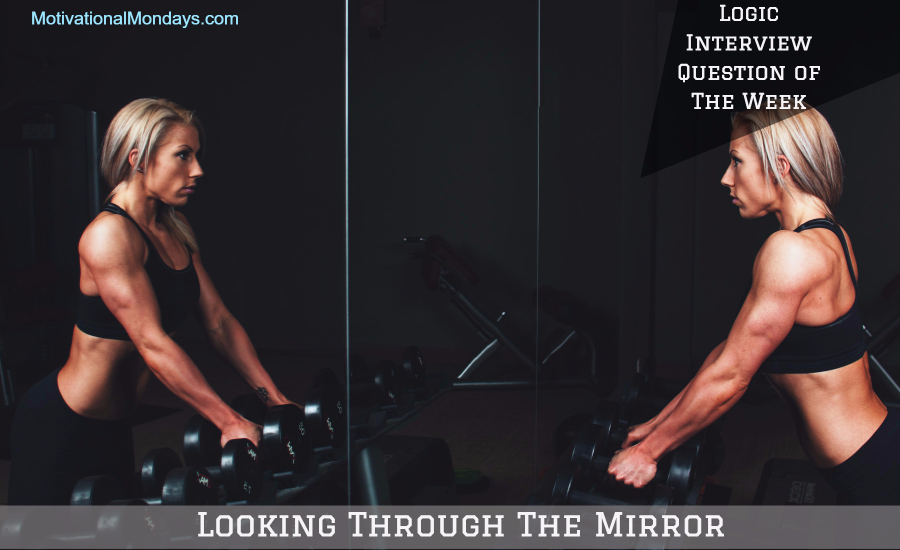 MotivationalMondays.com
Logic
Interview
Question of
The Week
Looking Through The Mirror